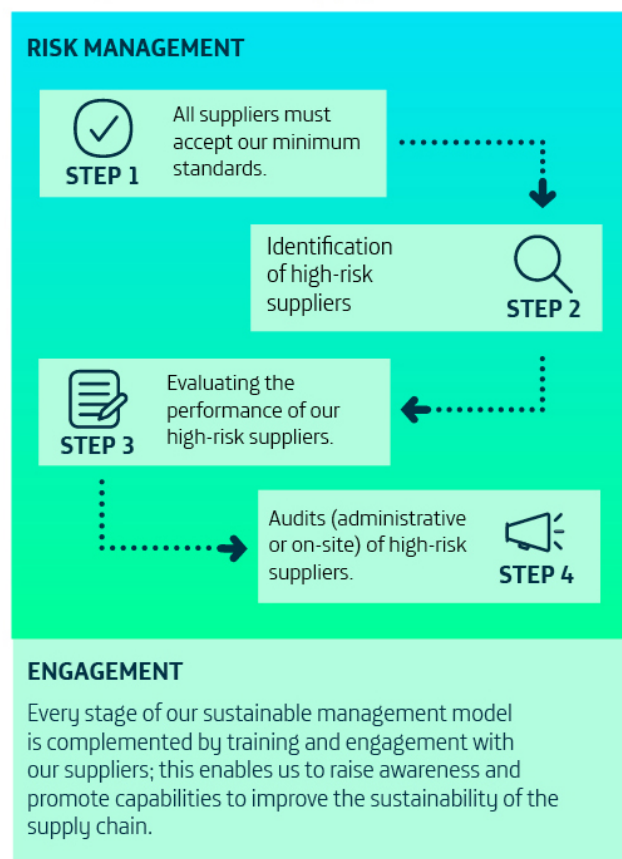 RISK MANAGEMENT
All suppliers must
accept our minimum
standards.
STEP 1
Identification
of high-risk
suppliers
STEP 2
Evaluating the
performance of our
high-risk suppliers.
STEP 3
Audits (administrative
or on-site) of high-risk
suppliers.
STEP 4
ENGAGEMENT
Every stage of our sustainable management model
is complemented by training and engagement with
our suppliers; this enables us to raise awareness and
promote capabilities to improve the sustainability of the
supply chain.